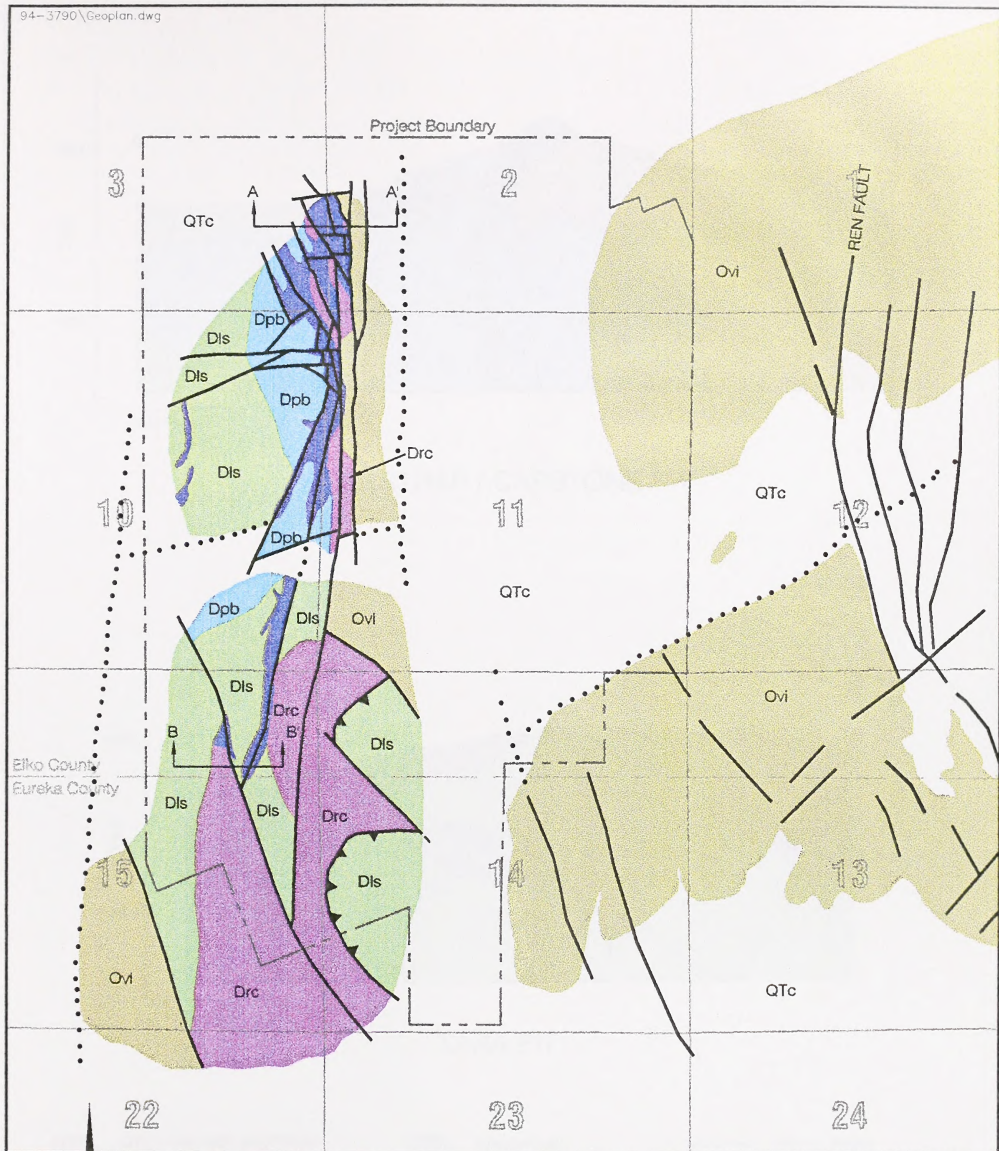 94-3790\Geoplan.dwg
Project Boundary
3
2
1
A
A'
QTc
REN FAULT
Ovi
Dpb
Dls
Dls
Dpb
Drc
Dls
QTc
10
11
12
Dpb
QTc
Dpb
Dls
Ovi
Dls
Drc
Ovi
B
B'
Dls
Elko County
Eureka County
Dls
Dls
Drc
15
14
13
Dls
Ovi
Drc
QTc
22
23
24